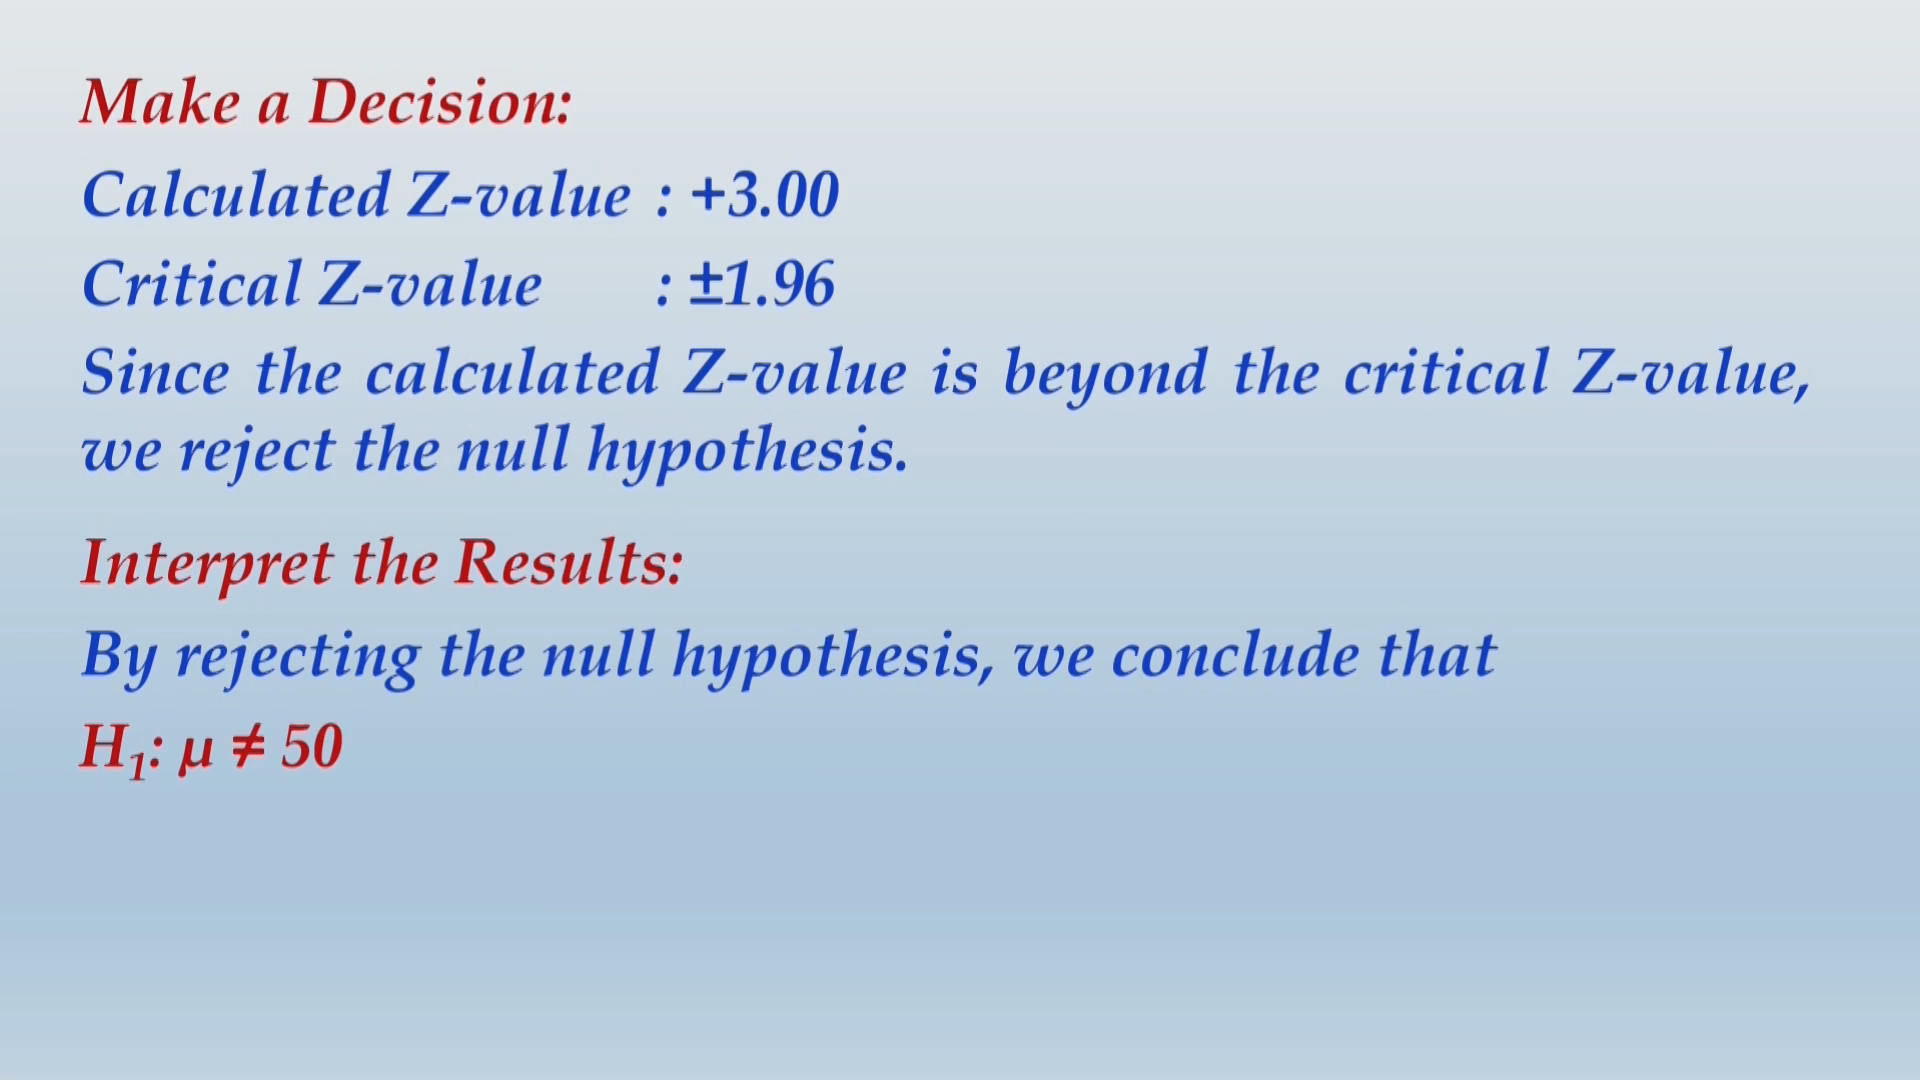 Make a Decision:
Calculated Z-value : +3.00
Critical Z-value : ±1.96
Since the calculated Z-value is beyond the critical Z-value,
we reject the null hypothesis.
Interpret the Results:
By rejecting the null hypothesis, we conclude that
H₁: μ ≠ 50